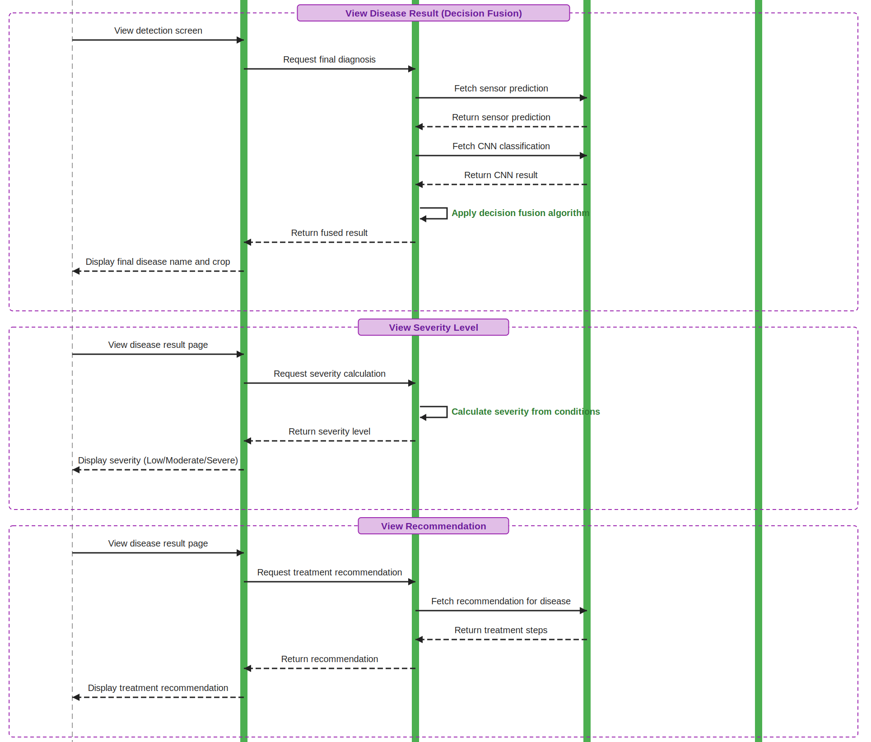 View Disease Result (Decision Fusion)
View detection screen
Request final diagnosis
Fetch sensor prediction
Return sensor prediction
Fetch CNN classification
Return CNN result
Apply decision fusion algorithm
Return fused result
Display final disease name and crop
View Severity Level
View disease result page
Request severity calculation
Calculate severity from conditions
Return severity level
Display severity (Low/Moderate/Severe)
View Recommendation
View disease result page
Request treatment recommendation
Fetch recommendation for disease
Return treatment steps
Return recommendation
Display treatment recommendation